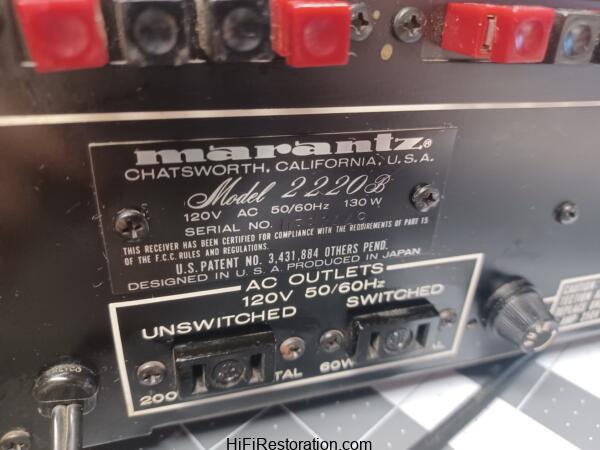 marantz®
CHATSWORTH, CALIFORNIA, U.S.A.
Model 2220B
120V AC 50/60Hz 130W
SERIAL NO.
THIS RECEIVER HAS BEEN CERTIFIED FOR COMPLIANCE WITH THE REQUIREMENTS OF PART 15
OF THE F.C.C. RULES AND REGULATIONS.
U.S. PATENT NO. 3,431,884 OTHERS PEND.
DESIGNED IN U.S.A. PRODUCED IN JAPAN
AC OUTLETS
120V 50/60Hz
UNSWITCHED
SWITCHED
200
TAL
60W
CAUTION
HiFiRestoration.com